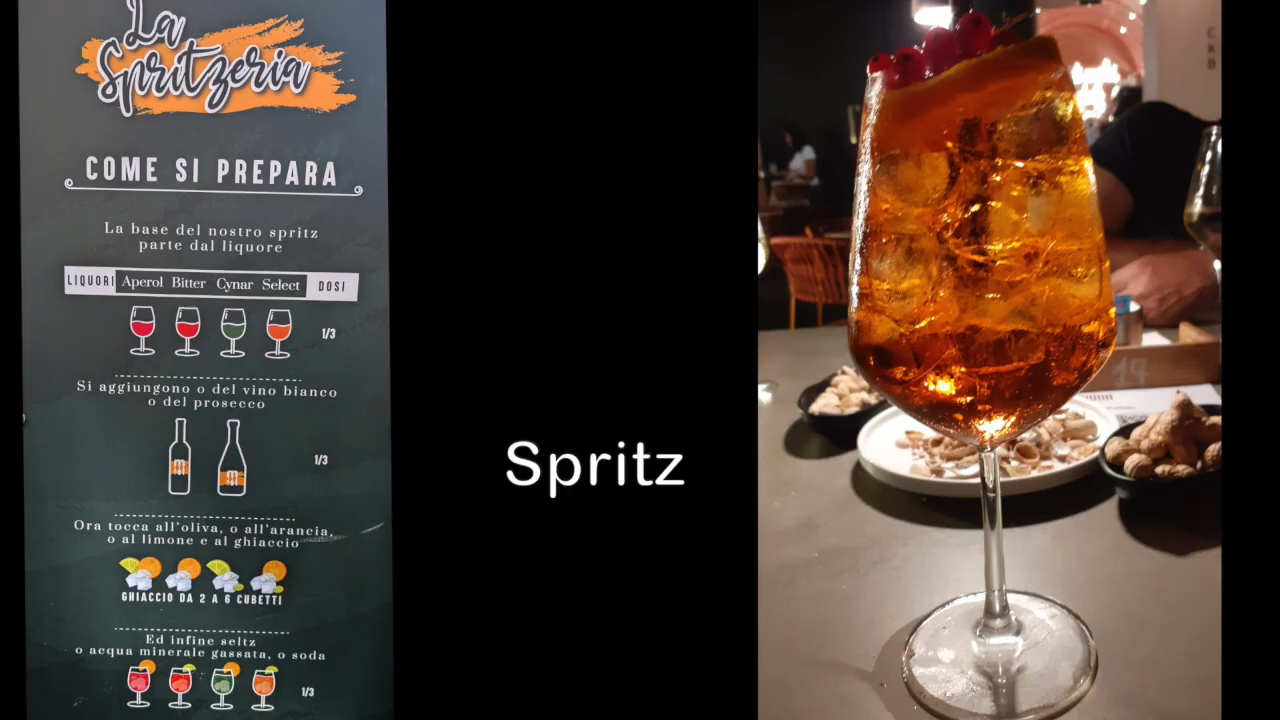 La
Spritzeria
COME SI PREPARA
La base del nostro spritz
parte dal liquore
LIQUORI Aperol Bitter Cynar Select DOSI
1/3
Si aggiungono o del vino bianco
o del prosecco
1/3
Ora tocca all'oliva, o all'arancia,
o al limone e al ghiaccio
GHIACCIO DA 2 A 6 CUBETTI
Ed infine seltz
o acqua minerale gassata, o soda
1/3
Spritz
CKB
14